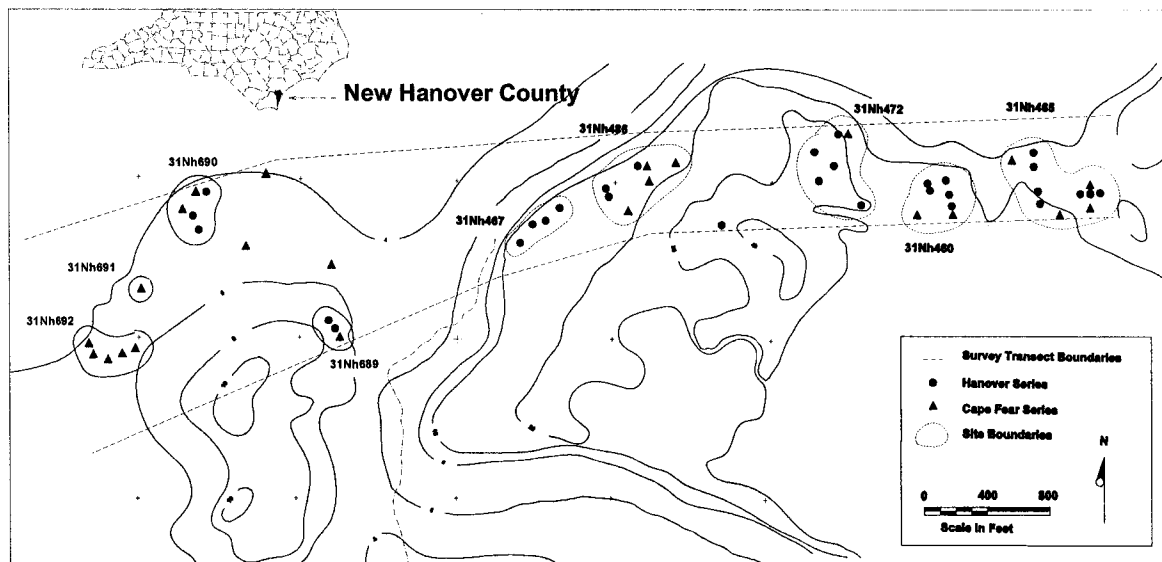 New Hanover County
31Nh690
31Nh691
31Nh692
31Nh689
31Nh467
31Nh486
31Nh472
31Nh460
31Nh465
Survey Transect Boundaries
Hanover Series
Cape Fear Series
Site Boundaries
N
0 400 800
Scale in Feet